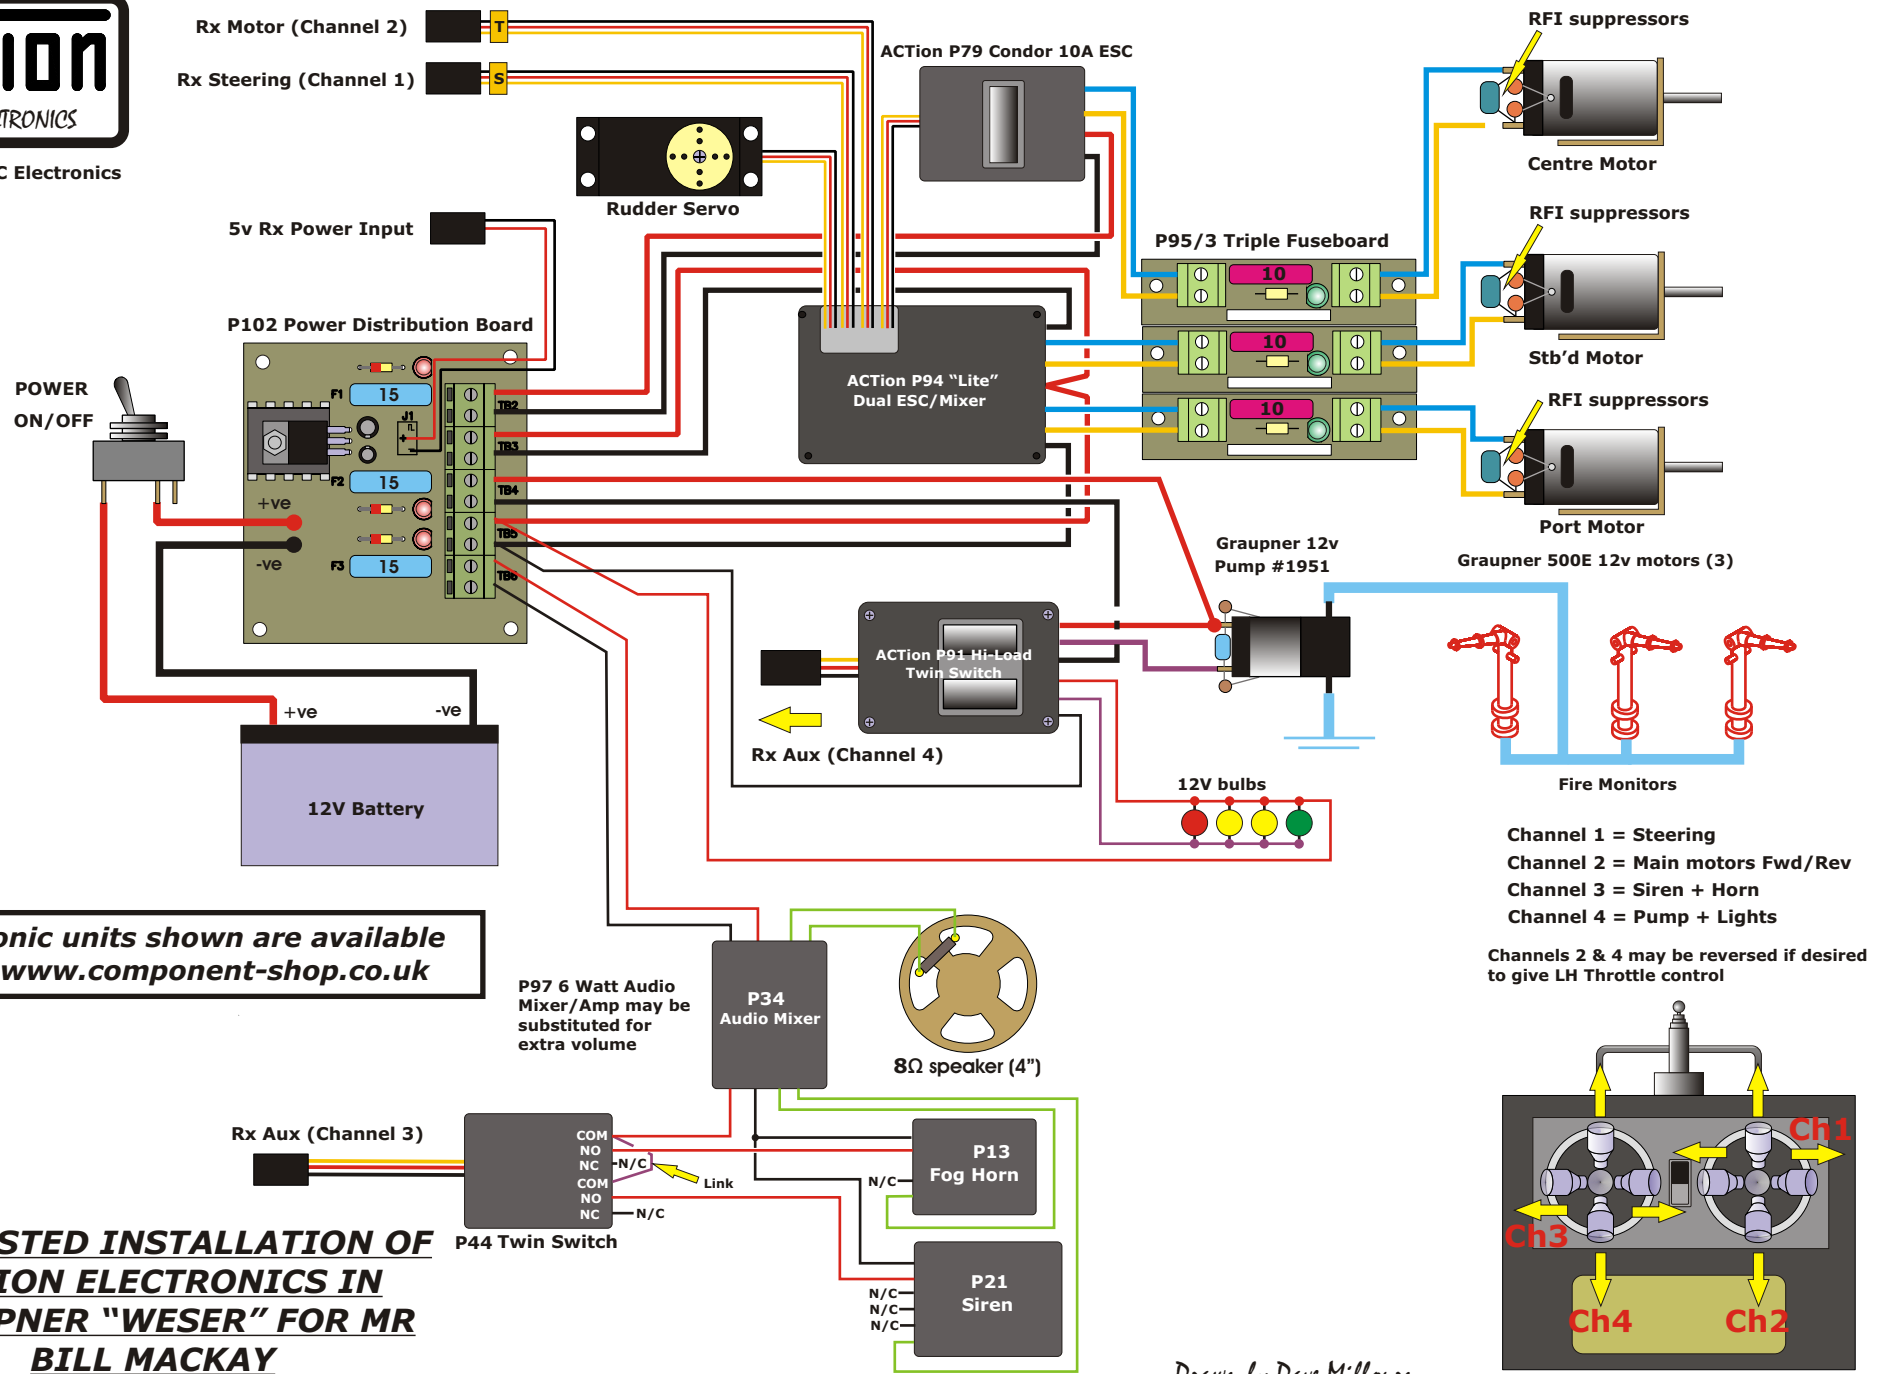 Rx Motor (Channel 2)
T
Rx Steering (Channel 1)
S
ACTion P79 Condor 10A ESC
RFI suppressors
Centre Motor
C Electronics
Rudder Servo
5v Rx Power Input
P95/3 Triple Fuseboard
RFI suppressors
10
Stb'd Motor
10
RFI suppressors
10
Port Motor
Graupner 500E 12v motors (3)
P102 Power Distribution Board
POWER
ON/OFF
F1
15
J1
+
-
TB2
TB3
F2
15
TB4
+ve
TB5
-ve
F3
15
TB6
ACTion P94 “Lite”
Dual ESC/Mixer
Graupner 12v
Pump #1951
ACTion P91 Hi-Load
Twin Switch
Rx Aux (Channel 4)
+ve
-ve
12V Battery
12V bulbs
Fire Monitors
Channel 1 = Steering
Channel 2 = Main motors Fwd/Rev
Channel 3 = Siren + Horn
Channel 4 = Pump + Lights
Channels 2 & 4 may be reversed if desired
to give LH Throttle control
onic units shown are available
www.component-shop.co.uk
P97 6 Watt Audio
Mixer/Amp may be
substituted for
extra volume
P34
Audio Mixer
8Ω speaker (4”)
Rx Aux (Channel 3)
COM
NO
NC
N/C
COM
NO
NC
N/C
Link
P44 Twin Switch
P13
Fog Horn
N/C
P21
Siren
N/C
N/C
N/C
Ch1
Ch3
Ch4
Ch2
STED INSTALLATION OF
ION ELECTRONICS IN
PNER “WESER” FOR MR
BILL MACKAY